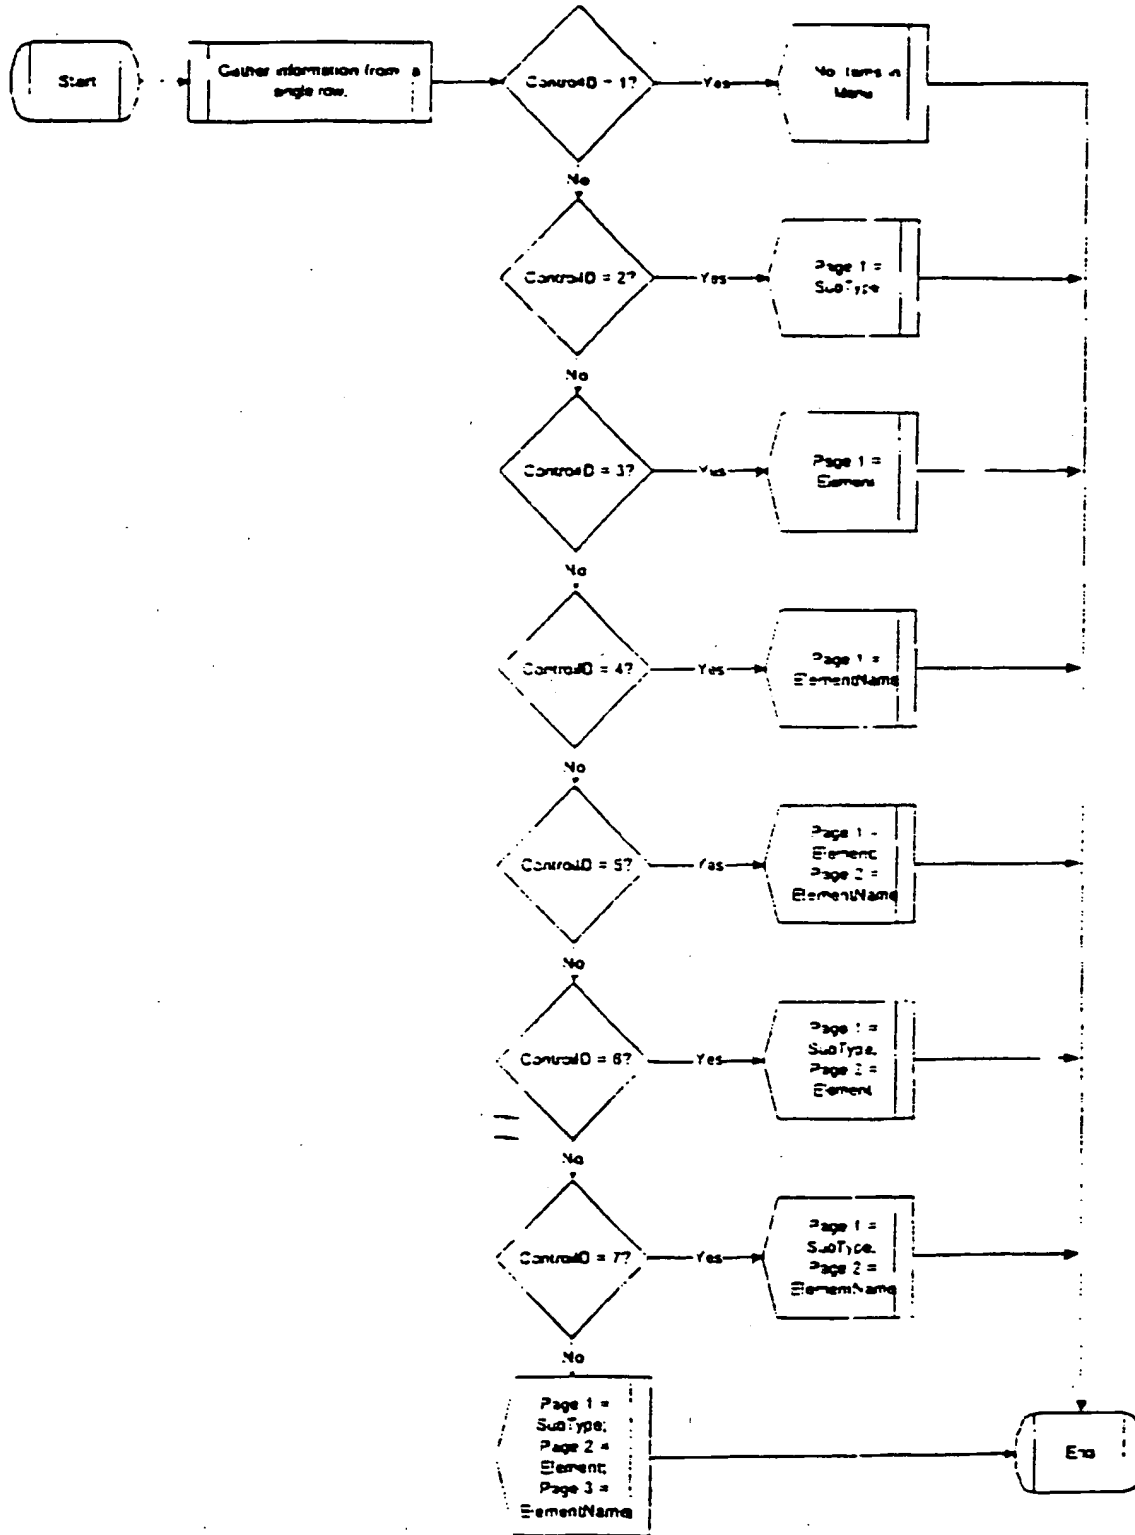 Start
Gather information from a
single row.
ControlID = 1?
Yes
No Items in
Menu
No
ControlID = 2?
Yes
Page 1 =
SubType
No
ControlID = 3?
Yes
Page 1 =
Element
No
ControlID = 4?
Yes
Page 1 =
ElementName
No
ControlID = 5?
Yes
Page 1 =
Element;
Page 2 =
ElementName
No
ControlID = 6?
Yes
Page 1 =
SubType;
Page 2 =
Element
No
ControlID = 7?
Yes
Page 1 =
SubType;
Page 2 =
ElementName
No
Page 1 =
SubType;
Page 2 =
Element;
Page 3 =
ElementName
End